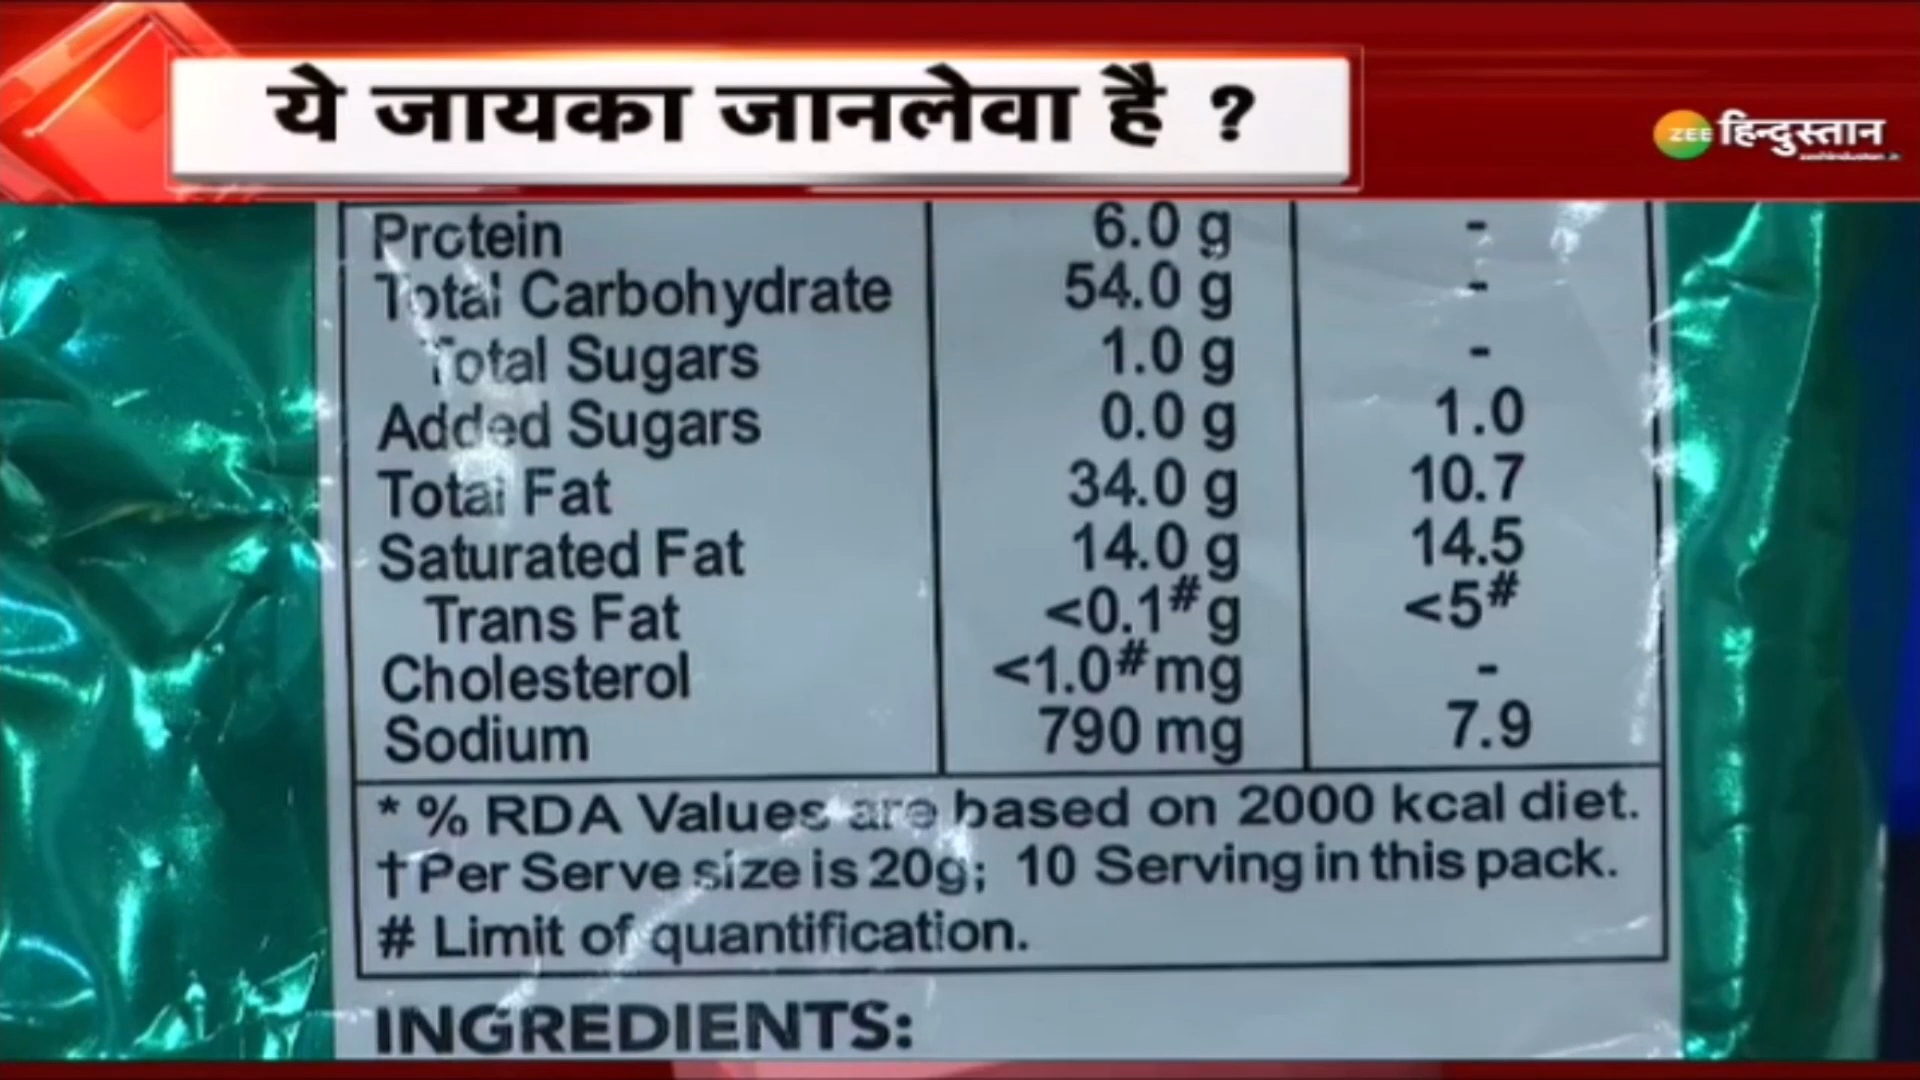 ये जायका जानलेवा है ?
ZEE हिन्दुस्तान
Protein 6.0 g -
Total Carbohydrate 54.0 g -
Total Sugars 1.0 g -
Added Sugars 0.0 g 1.0
Total Fat 34.0 g 10.7
Saturated Fat 14.0 g 14.5
Trans Fat <0.1# g <5#
Cholesterol <1.0# mg -
Sodium 790 mg 7.9
* % RDA Values are based on 2000 kcal diet.
† Per Serve size is 20g; 10 Serving in this pack.
# Limit of quantification.
INGREDIENTS: